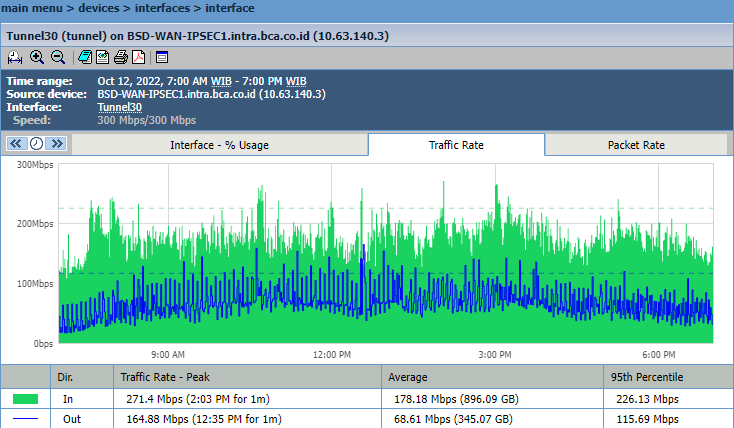 main menu > devices > interfaces > interface
Tunnel30 (tunnel) on BSD-WAN-IPSEC1.intra.bca.co.id (10.63.140.3)
Time range: Oct 12, 2022, 7:00 AM WIB - 7:00 PM WIB
Source device: BSD-WAN-IPSEC1.intra.bca.co.id (10.63.140.3)
Interface: Tunnel30
Speed: 300 Mbps/300 Mbps
Interface - % Usage Traffic Rate Packet Rate
300Mbps
200Mbps
100Mbps
0bps
9:00 AM 12:00 PM 3:00 PM 6:00 PM
Dir. Traffic Rate - Peak Average 95th Percentile
In 271.4 Mbps (2:03 PM for 1m) 178.18 Mbps (896.09 GB) 226.13 Mbps
Out 164.88 Mbps (12:35 PM for 1m) 68.61 Mbps (345.07 GB) 115.69 Mbps